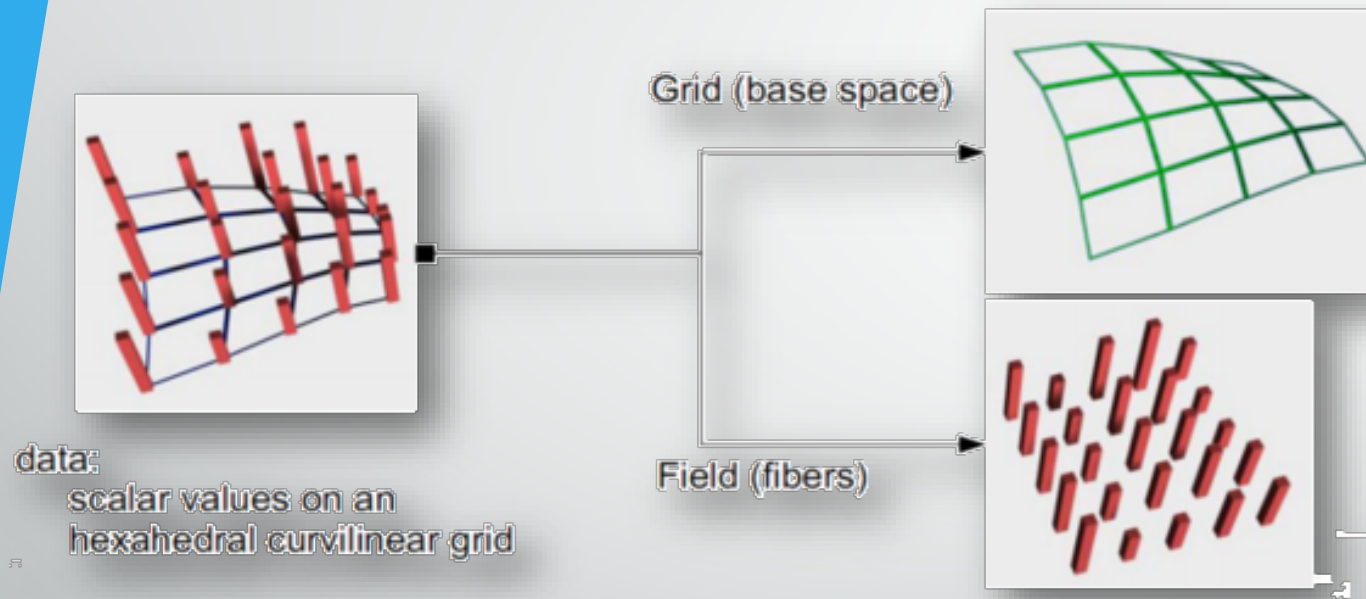 Grid (base space)
data:
scalar values on an
hexahedral curvilinear grid
Field (fibers)